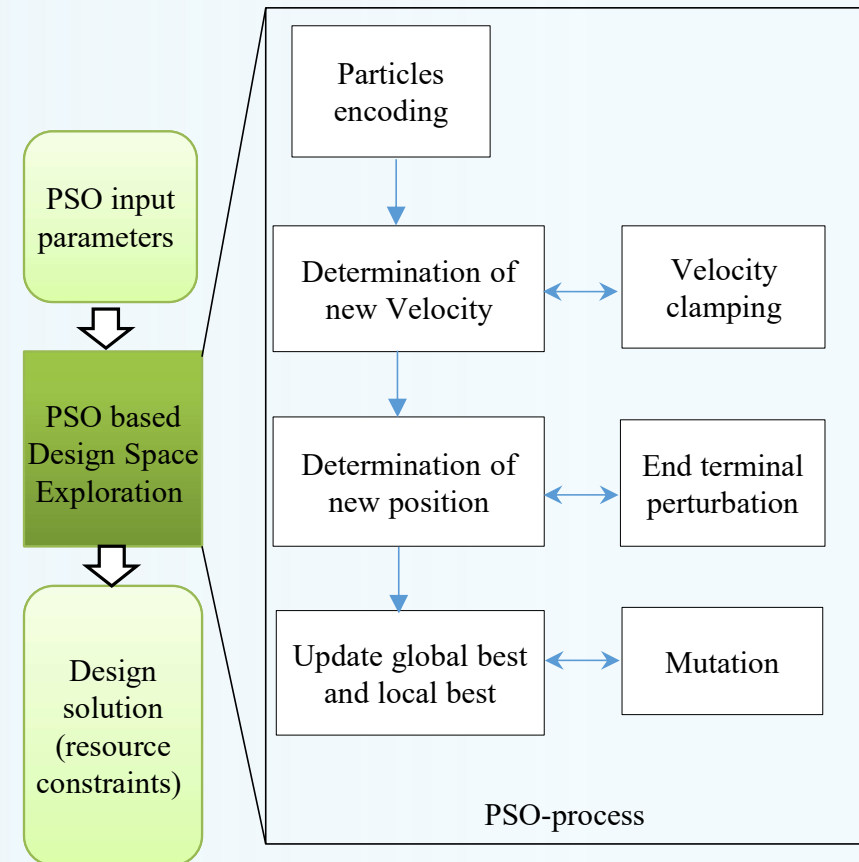 PSO input
parameters
PSO based
Design Space
Exploration
Design
solution
(resource
constraints)
Particles
encoding
Determination of
new Velocity
Velocity
clamping
Determination of
new position
End terminal
perturbation
Update global best
and local best
Mutation
PSO-process